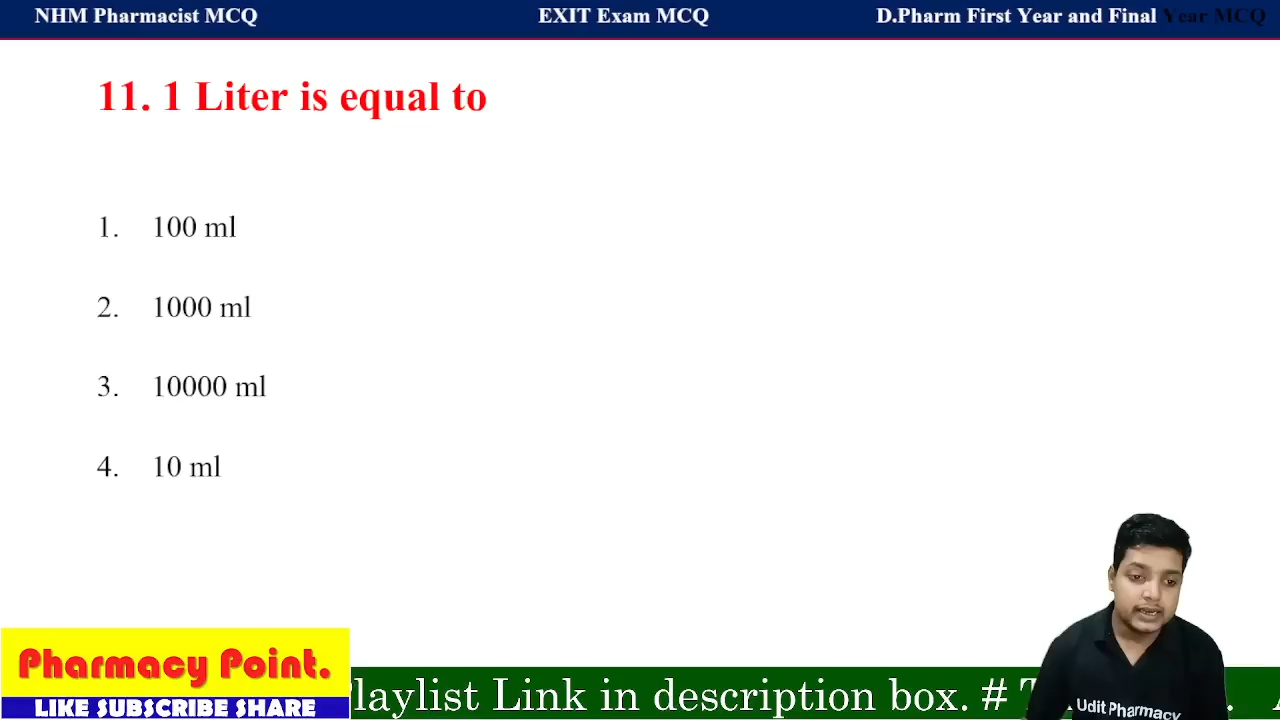 NHM Pharmacist MCQ EXIT Exam MCQ D.Pharm First Year and Final Year MCQ
11. 1 Liter is equal to
1. 100 ml
2. 1000 ml
3. 10000 ml
4. 10 ml
Pharmacy Point.
LIKE SUBSCRIBE SHARE
laylist Link in description box. #
Udit Pharmacy